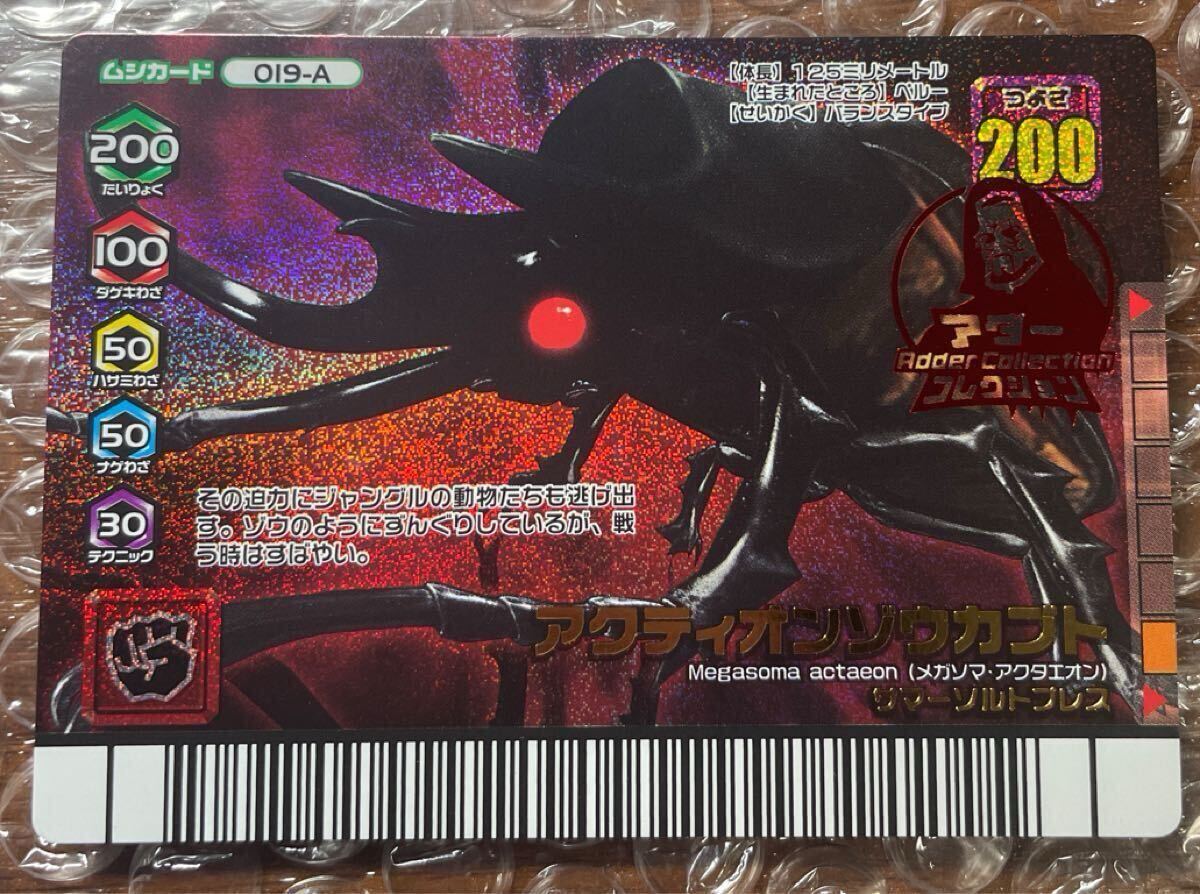 ムシカード 019-A
【体長】125ミリメートル
【生まれたところ】ペルー
【せいかく】バランスタイプ
つよさ
200
200
たいりょく
100
ダゲキわざ
50
ハサミわざ
50
ナゲわざ
30
テクニック
アダー
Adder Collection
コレクション
その迫力にジャングルの動物たちも逃げ出
す。ゾウのようにずんぐりしているが、戦
う時はすばやい。
アクティオンゾウカブト
Megasoma actaeon (メガソマ・アクタエオン)
サマーソルトプレス